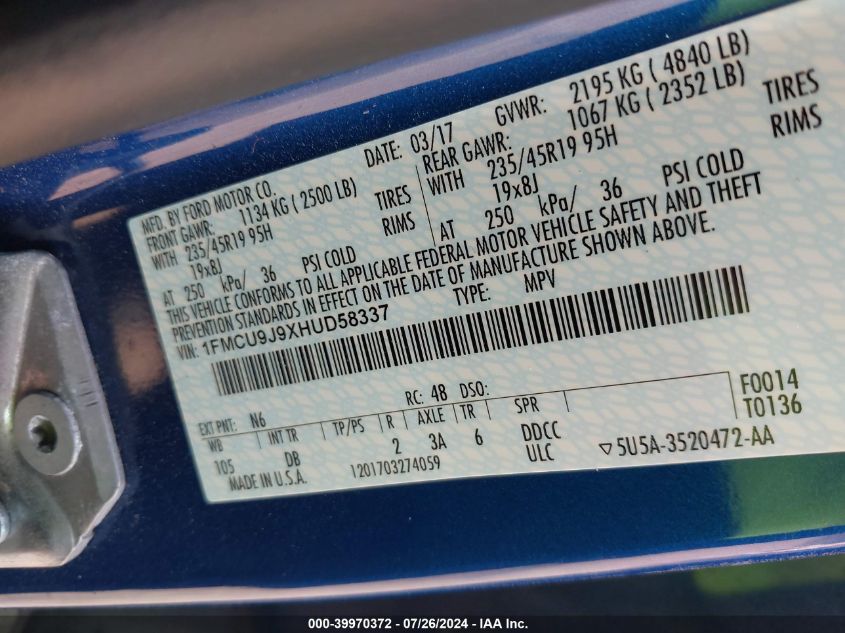 MFD. BY FORD MOTOR CO. DATE: 03/17 GVWR: 2195 KG ( 4840 LB)
FRONT GAWR: 1134 KG ( 2500 LB) REAR GAWR: 1067 KG ( 2352 LB)
WITH 235/45R19 95H TIRES WITH 235/45R19 95H TIRES
19x8J RIMS 19x8J RIMS
AT 250 kPa/ 36 PSI COLD AT 250 kPa/ 36 PSI COLD
THIS VEHICLE CONFORMS TO ALL APPLICABLE FEDERAL MOTOR VEHICLE SAFETY AND THEFT
PREVENTION STANDARDS IN EFFECT ON THE DATE OF MANUFACTURE SHOWN ABOVE.
VIN: 1FMCU9J9XHUD58337 TYPE: MPV
EXT PNT: N6 RC: 48 DSO: F0014
WB INT TR TP/PS R AXLE TR SPR T0136
105 DB 2 3A 6 DDCC
MADE IN U.S.A. 1201703274059 ULC ▽5U5A-3520472-AA
000-39970372 - 07/26/2024 - IAA Inc.